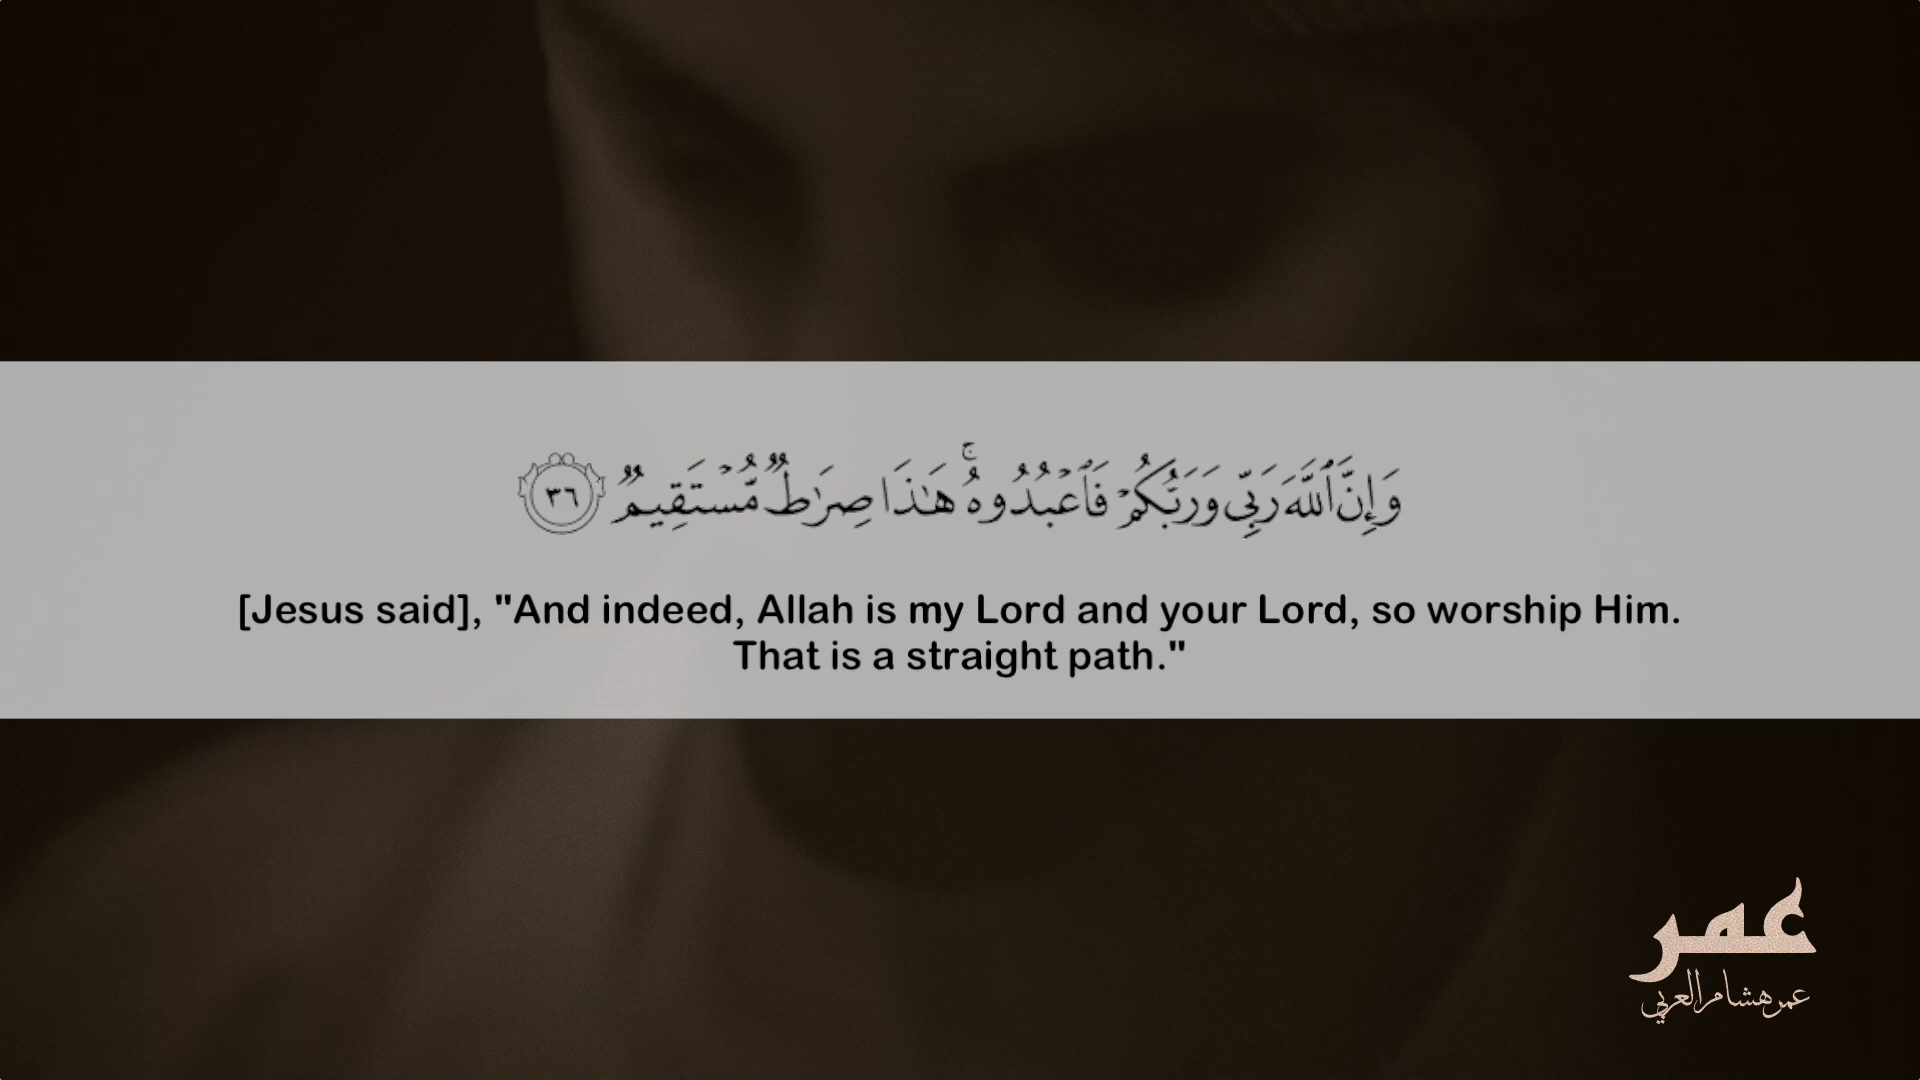 وَإِنَّ ٱللَّهَ رَبِّى وَرَبُّكُمْ فَٱعْبُدُوهُ ۚ هَـٰذَا صِرَٰطٌ مُّسْتَقِيمٌ ٣٦
[Jesus said], "And indeed, Allah is my Lord and your Lord, so worship Him.
That is a straight path."
عمر
عمر هشام العربي